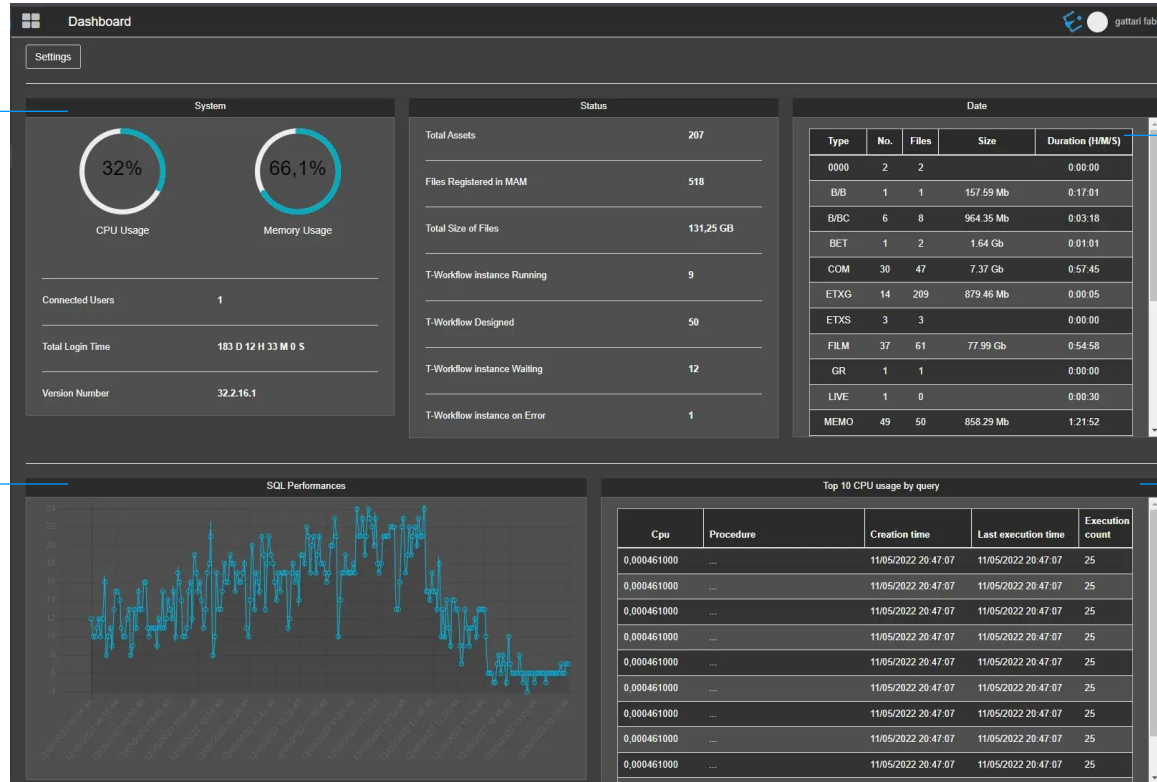 Dashboard
gattari fab
Settings
System
32%
66,1%
CPU Usage
Memory Usage
Connected Users 1
Total Login Time 183 D 12 H 33 M 0 S
Version Number 32.2.16.1
Status
Total Assets 207
Files Registered in MAM 518
Total Size of Files 131,25 GB
T-Workflow instance Running 9
T-Workflow Designed 50
T-Workflow instance Waiting 12
T-Workflow instance on Error 1
Date
Type No. Files Size Duration (H/M/S)
0000 2 2 0:00:00
B/B 1 1 157.59 Mb 0:17:01
B/BC 6 8 964.35 Mb 0:03:18
BET 1 2 1.64 Gb 0:01:01
COM 30 47 7.37 Gb 0:57:45
ETXG 14 209 879.46 Mb 0:00:05
ETXS 3 3 0:00:00
FILM 37 61 77.99 Gb 0:54:58
GR 1 1 0:00:00
LIVE 1 0 0:00:30
MEMO 49 50 858.29 Mb 1:21:52
SQL Performances
24
22
20
18
16
14
12
10
8
6
4
Top 10 CPU usage by query
Cpu Procedure Creation time Last execution time Execution count
0,000461000 ... 11/05/2022 20:47:07 11/05/2022 20:47:07 25
0,000461000 ... 11/05/2022 20:47:07 11/05/2022 20:47:07 25
0,000461000 ... 11/05/2022 20:47:07 11/05/2022 20:47:07 25
0,000461000 ... 11/05/2022 20:47:07 11/05/2022 20:47:07 25
0,000461000 ... 11/05/2022 20:47:07 11/05/2022 20:47:07 25
0,000461000 ... 11/05/2022 20:47:07 11/05/2022 20:47:07 25
0,000461000 ... 11/05/2022 20:47:07 11/05/2022 20:47:07 25
0,000461000 ... 11/05/2022 20:47:07 11/05/2022 20:47:07 25
0,000461000 ... 11/05/2022 20:47:07 11/05/2022 20:47:07 25